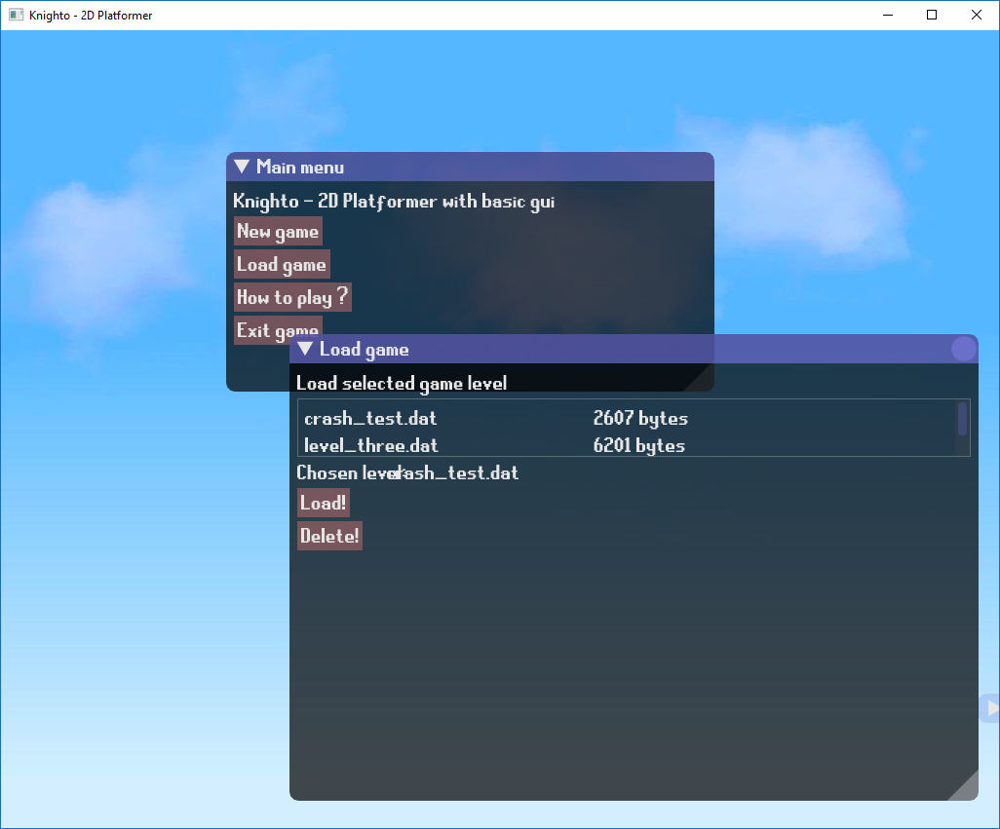 Knighto - 2D Platformer
Main menu
Knighto - 2D Platformer with basic gui
New game
Load game
How to play ?
Exit game
Load game
Load selected game level
crash_test.dat 2607 bytes
level_three.dat 6201 bytes
Chosen level: crash_test.dat
Load!
Delete!